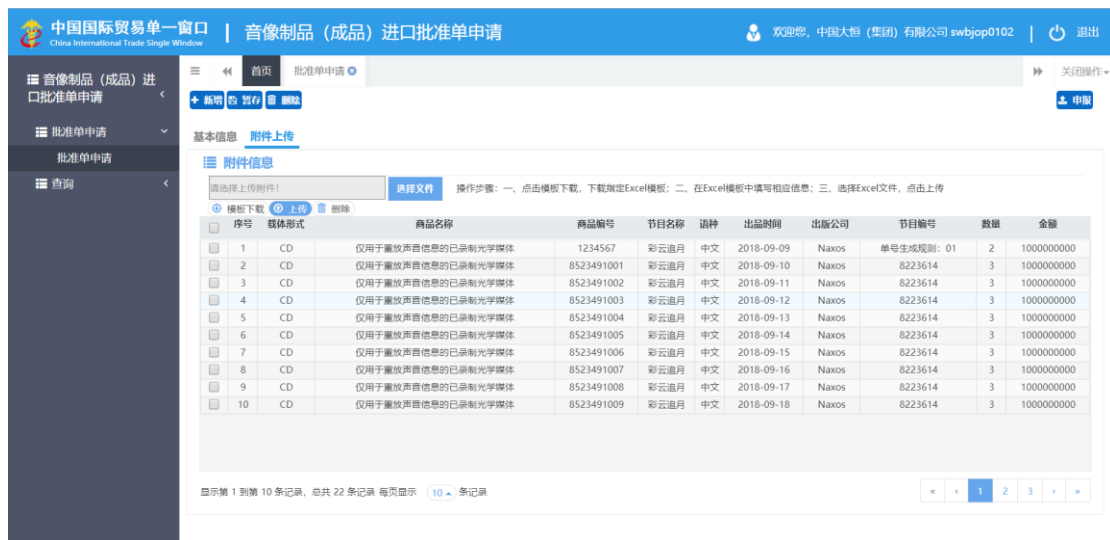 中国国际贸易单一窗口 | 音像制品（成品）进口批准单申请 欢迎您，中国大恒（集团）有限公司 swbjop0102 | 退出
China International Trade Single Window
音像制品（成品）进口批准单申请
批准单申请
批准单申请
查询
首页 批准单申请 关闭操作
新增 暂存 删除 申报
基本信息 附件上传
附件信息
请选择上传附件! 选择文件 操作步骤：一、点击模板下载，下载指定Excel模板；二、在Excel模板中填写相应信息；三、选择Excel文件，点击上传
模板下载 上传 删除
序号 载体形式 商品名称 商品编号 节目名称 语种 出品时间 出版公司 节目编号 数量 金额
1 CD 仅用于重放声音信息的已录制光学媒体 1234567 彩云追月 中文 2018-09-09 Naxos 单号生成规则：01 2 1000000000
2 CD 仅用于重放声音信息的已录制光学媒体 8523491001 彩云追月 中文 2018-09-10 Naxos 8223614 3 1000000000
3 CD 仅用于重放声音信息的已录制光学媒体 8523491002 彩云追月 中文 2018-09-11 Naxos 8223614 3 1000000000
4 CD 仅用于重放声音信息的已录制光学媒体 8523491003 彩云追月 中文 2018-09-12 Naxos 8223614 3 1000000000
5 CD 仅用于重放声音信息的已录制光学媒体 8523491004 彩云追月 中文 2018-09-13 Naxos 8223614 3 1000000000
6 CD 仅用于重放声音信息的已录制光学媒体 8523491005 彩云追月 中文 2018-09-14 Naxos 8223614 3 1000000000
7 CD 仅用于重放声音信息的已录制光学媒体 8523491006 彩云追月 中文 2018-09-15 Naxos 8223614 3 1000000000
8 CD 仅用于重放声音信息的已录制光学媒体 8523491007 彩云追月 中文 2018-09-16 Naxos 8223614 3 1000000000
9 CD 仅用于重放声音信息的已录制光学媒体 8523491008 彩云追月 中文 2018-09-17 Naxos 8223614 3 1000000000
10 CD 仅用于重放声音信息的已录制光学媒体 8523491009 彩云追月 中文 2018-09-18 Naxos 8223614 3 1000000000
显示第 1 到第 10 条记录，总共 22 条记录 每页显示 10 条记录 « ‹ 1 2 3 › »